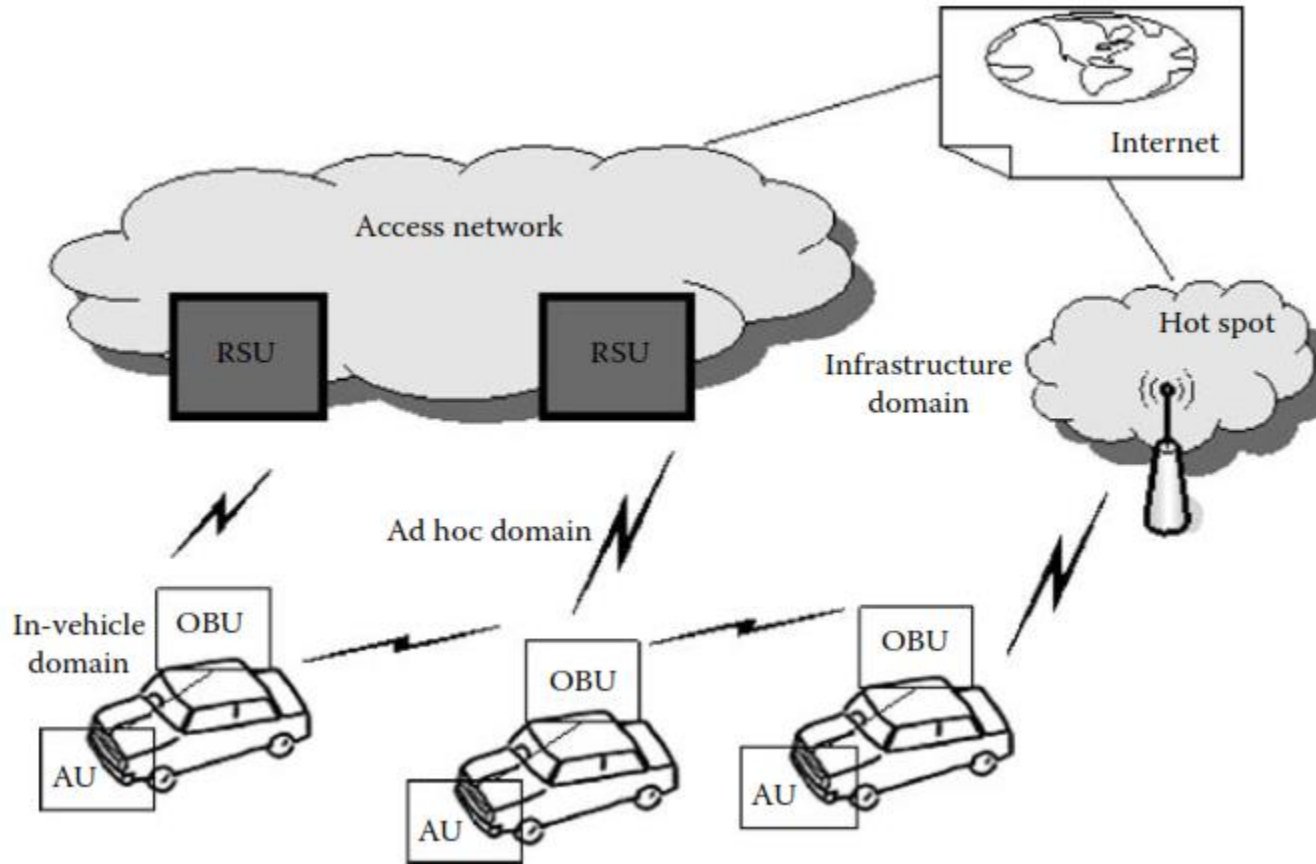 Internet
Access network
Hot spot
RSU
RSU
Infrastructure
domain
Ad hoc domain
In-vehicle
domain
OBU
OBU
OBU
AU
AU
AU